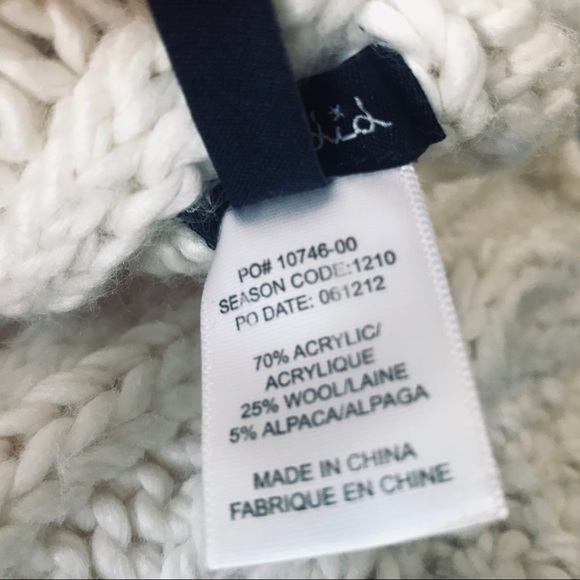 PO# 10746-00
SEASON CODE:1210
PO DATE: 061212
70% ACRYLIC/
ACRYLIQUE
25% WOOL/LAINE
5% ALPACA/ALPAGA
MADE IN CHINA
FABRIQUE EN CHINE